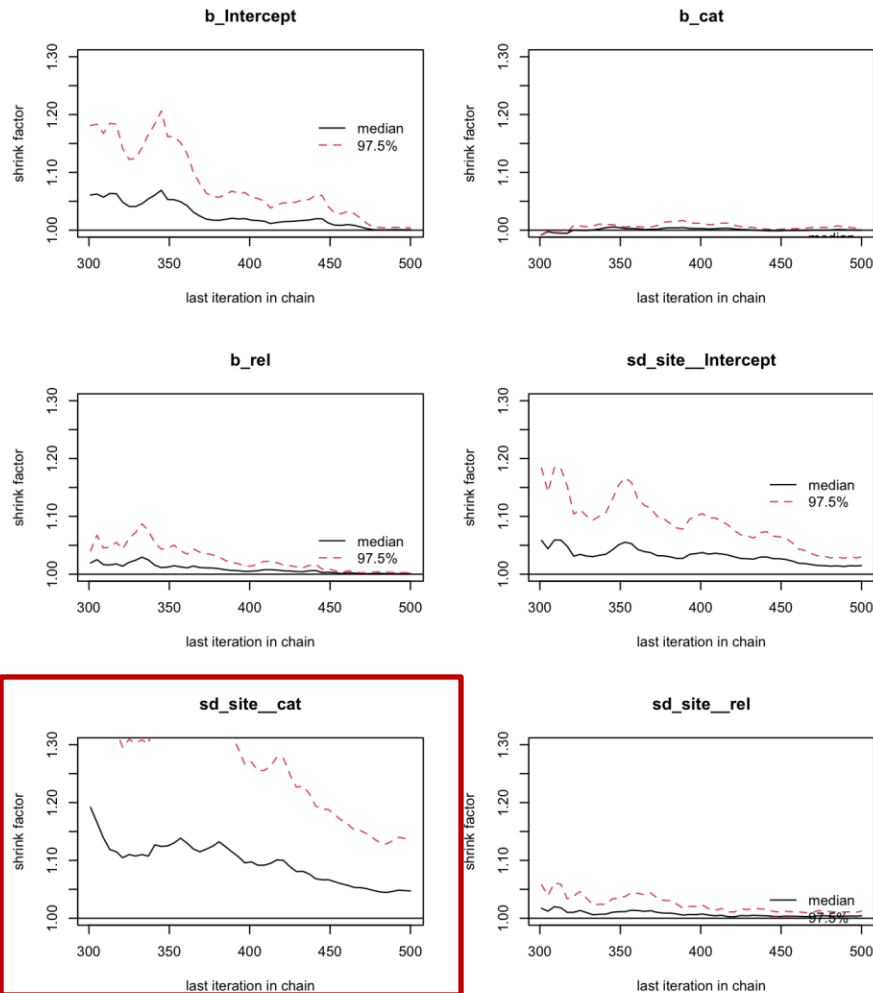 b_Intercept
1.30
1.20
1.10
1.00
shrink factor
median
97.5%
300 350 400 450 500
last iteration in chain
b_cat
1.30
1.20
1.10
1.00
shrink factor
median
300 350 400 450 500
last iteration in chain
b_rel
1.30
1.20
1.10
1.00
shrink factor
median
97.5%
300 350 400 450 500
last iteration in chain
sd_site__Intercept
1.30
1.20
1.10
1.00
shrink factor
median
97.5%
300 350 400 450 500
last iteration in chain
sd_site__cat
1.30
1.20
1.10
1.00
shrink factor
300 350 400 450 500
last iteration in chain
sd_site__rel
1.30
1.20
1.10
1.00
shrink factor
median
97.5%
300 350 400 450 500
last iteration in chain